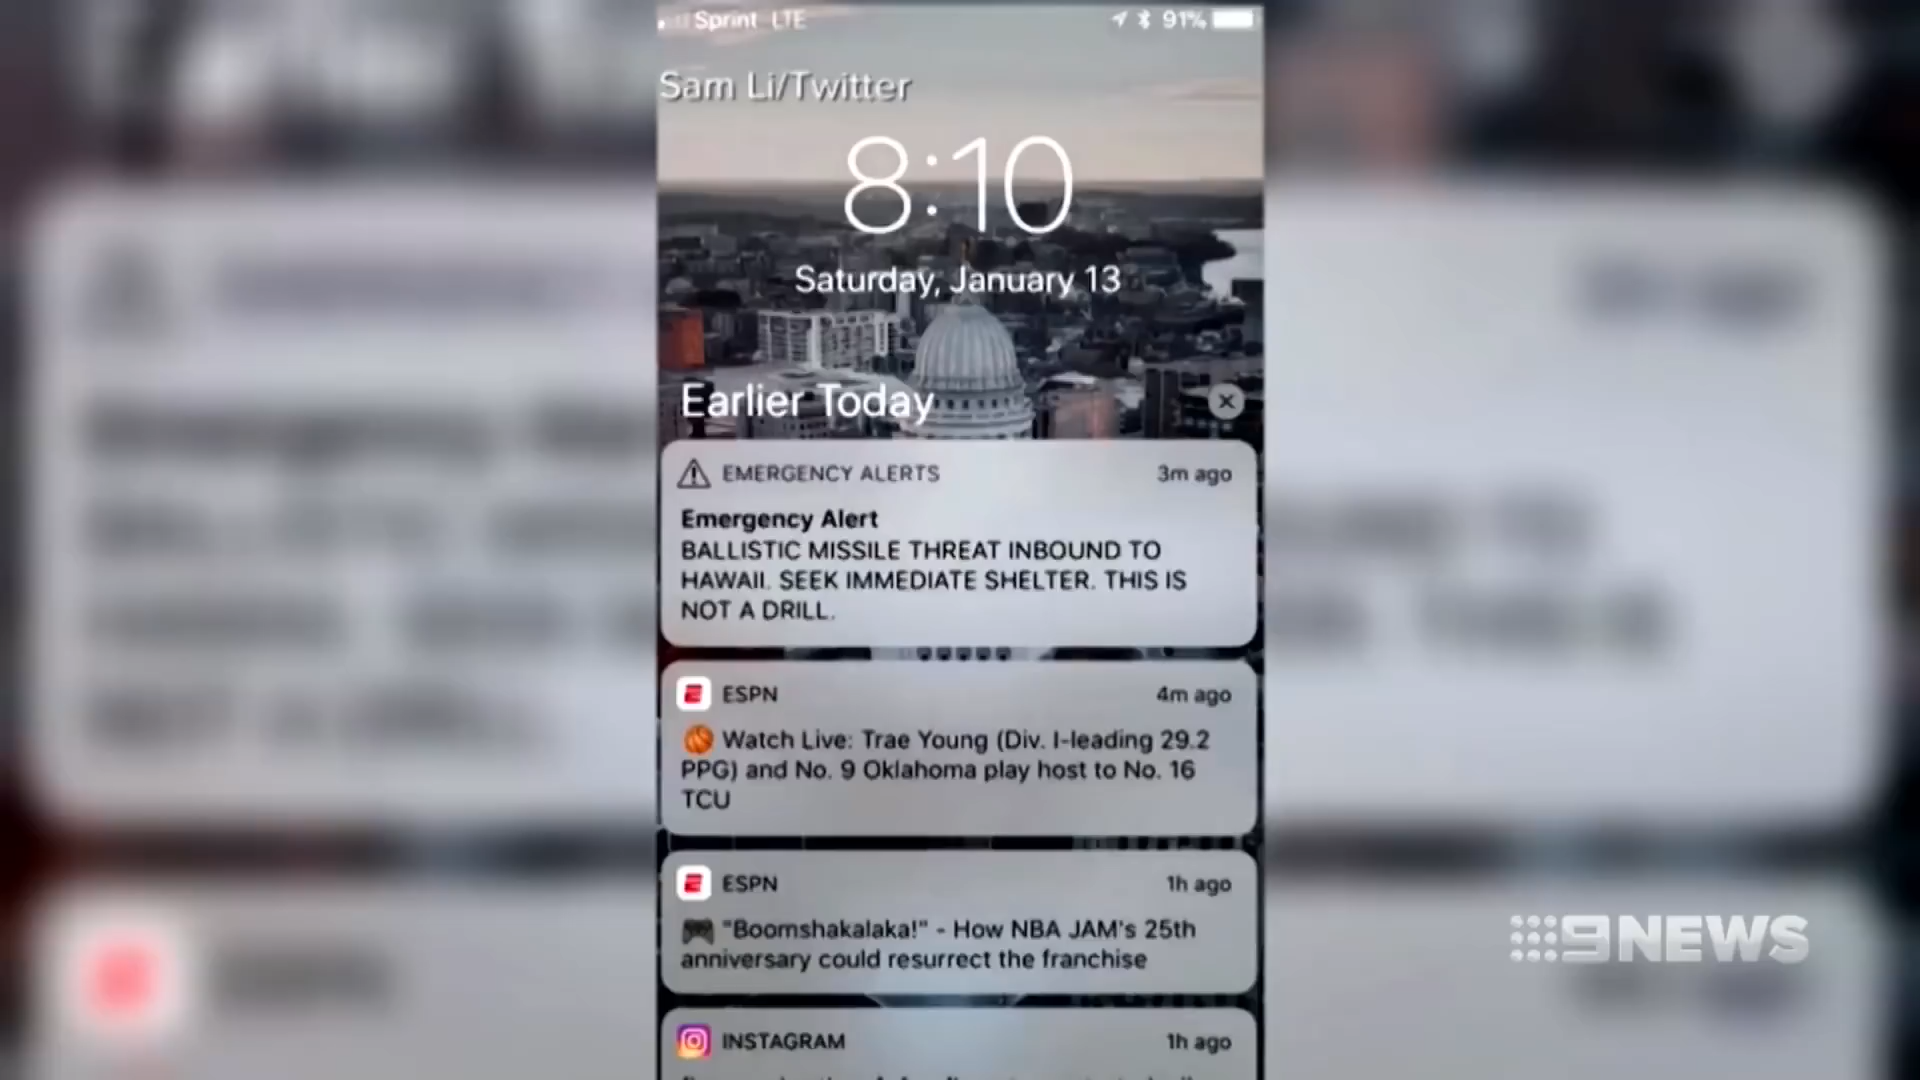 Sprint LTE 91%
Sam Li/Twitter
8:10
Saturday, January 13
Earlier Today
EMERGENCY ALERTS 3m ago
Emergency Alert
BALLISTIC MISSILE THREAT INBOUND TO
HAWAII. SEEK IMMEDIATE SHELTER. THIS IS
NOT A DRILL.
ESPN 4m ago
Watch Live: Trae Young (Div. I-leading 29.2
PPG) and No. 9 Oklahoma play host to No. 16
TCU
ESPN 1h ago
"Boomshakalaka!" - How NBA JAM's 25th
anniversary could resurrect the franchise
INSTAGRAM 1h ago
9NEWS